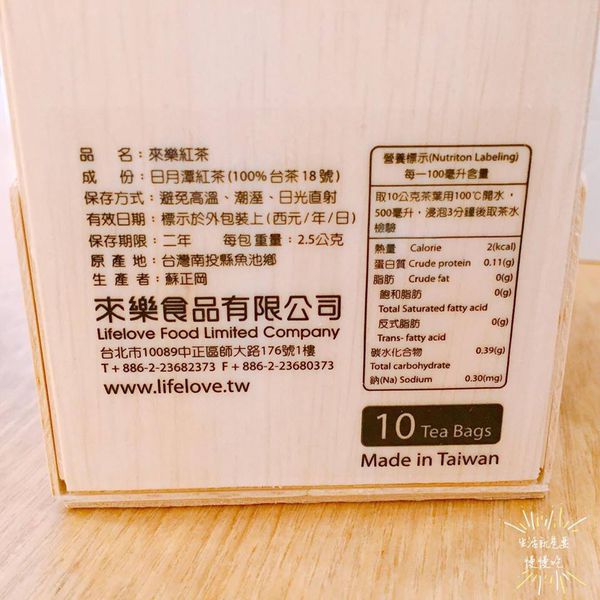 品　名：來樂紅茶
成　份：日月潭紅茶(100%台茶18號)
保存方式：避免高溫、潮溼、日光直射
有效日期：標示於外包裝上(西元/年/日)
保存期限：二年　每包重量：2.5公克
原 產 地：台灣南投縣魚池鄉
生 產 者：蘇正岡
來樂食品有限公司
Lifelove Food Limited Company
台北市10089中正區師大路176號1樓
T＋886-2-23682373 F＋886-2-23680373
www.lifelove.tw
營養標示(Nutriton Labeling)
每一100毫升含量
取10公克茶葉用100℃開水，
500毫升，浸泡3分鐘後取茶水
檢驗
熱量 Calorie 2(kcal)
蛋白質 Crude protein 0.11(g)
脂肪 Crude fat 0(g)
飽和脂肪 0(g)
Total Saturated fatty acid
反式脂肪 0(g)
Trans- fatty acid
碳水化合物 0.39(g)
Total carbohydrate
鈉(Na) Sodium 0.30(mg)
10 Tea Bags
Made in Taiwan
生活就是要
慢慢吃